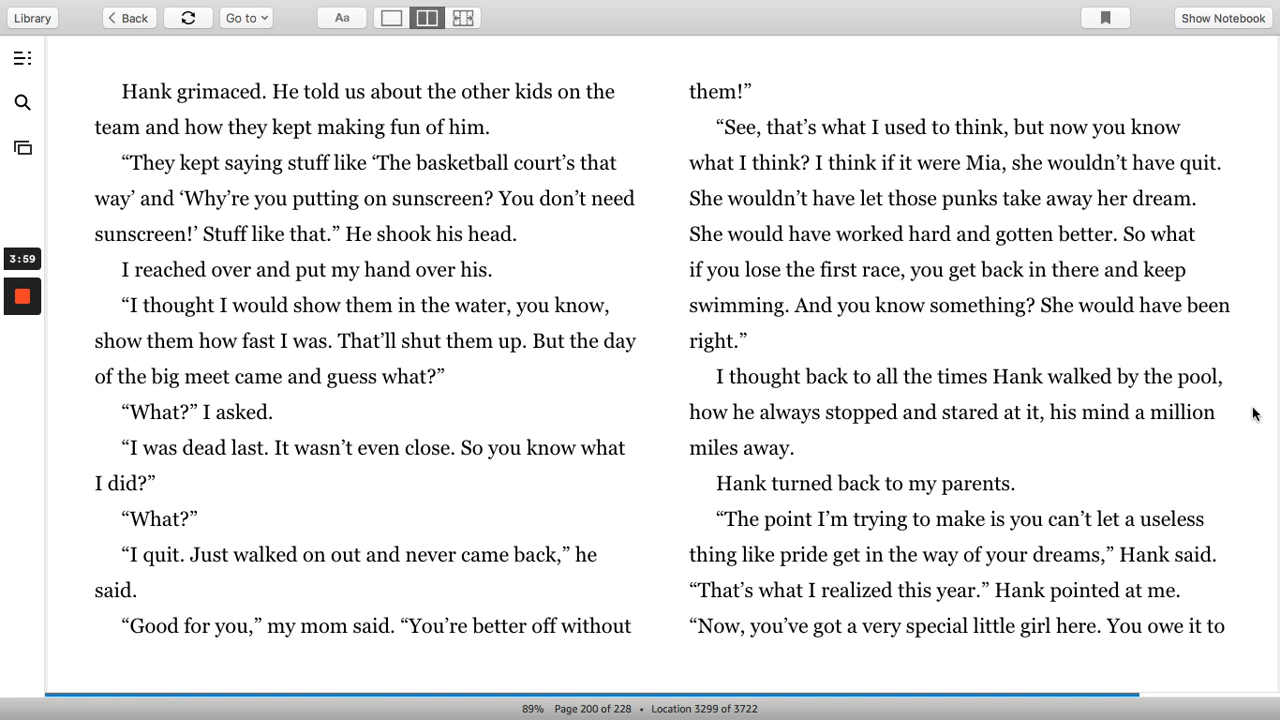 Library
Back
Go to
Aa
Show Notebook
3:59
Hank grimaced. He told us about the other kids on the
team and how they kept making fun of him.
“They kept saying stuff like ‘The basketball court’s that
way’ and ‘Why’re you putting on sunscreen? You don’t need
sunscreen!’ Stuff like that.” He shook his head.
I reached over and put my hand over his.
“I thought I would show them in the water, you know,
show them how fast I was. That’ll shut them up. But the day
of the big meet came and guess what?”
“What?” I asked.
“I was dead last. It wasn’t even close. So you know what
I did?”
“What?”
“I quit. Just walked on out and never came back,” he
said.
“Good for you,” my mom said. “You’re better off without
them!”
“See, that’s what I used to think, but now you know
what I think? I think if it were Mia, she wouldn’t have quit.
She wouldn’t have let those punks take away her dream.
She would have worked hard and gotten better. So what
if you lose the first race, you get back in there and keep
swimming. And you know something? She would have been
right.”
I thought back to all the times Hank walked by the pool,
how he always stopped and stared at it, his mind a million
miles away.
Hank turned back to my parents.
“The point I’m trying to make is you can’t let a useless
thing like pride get in the way of your dreams,” Hank said.
“That’s what I realized this year.” Hank pointed at me.
“Now, you’ve got a very special little girl here. You owe it to
89% Page 200 of 228 • Location 3299 of 3722